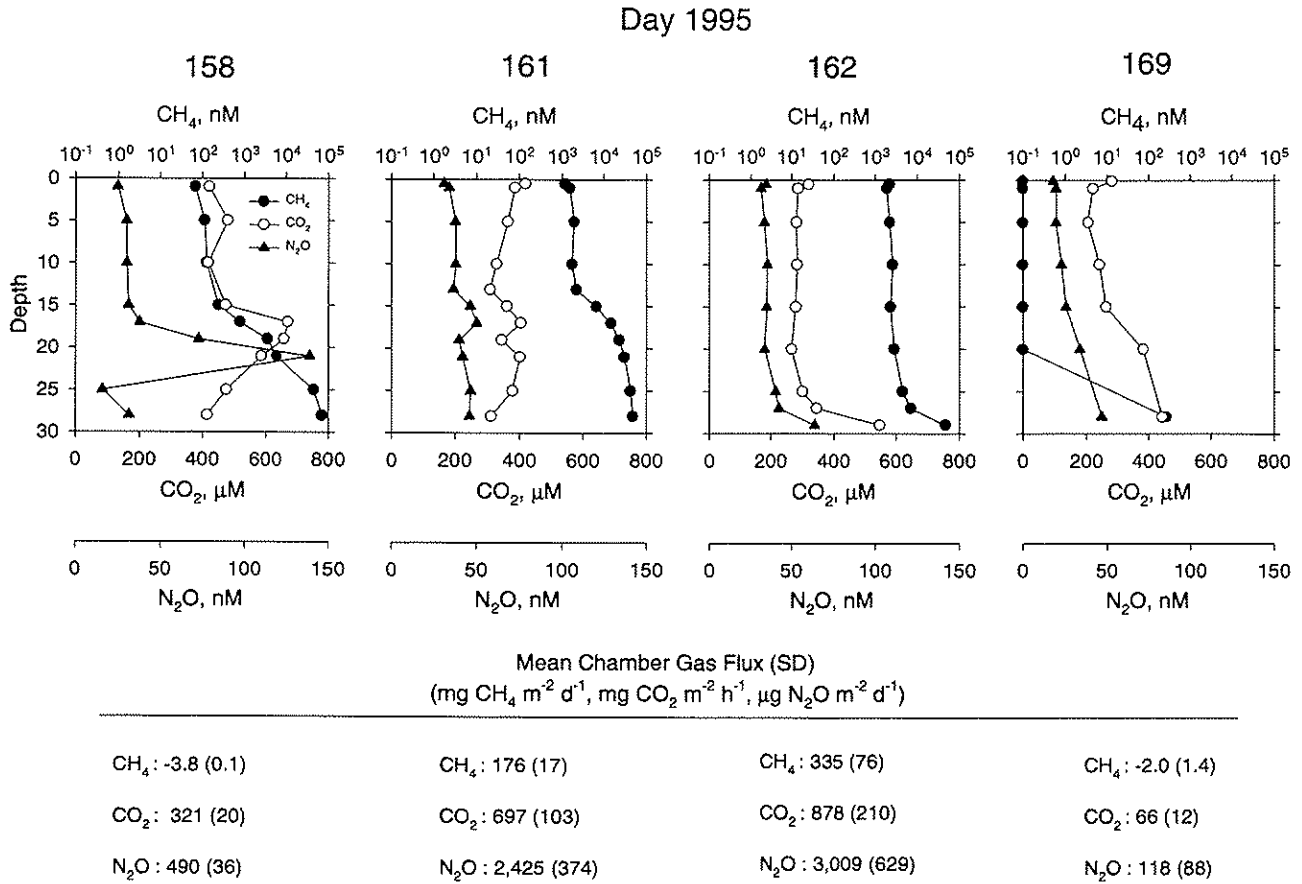 Day 1995
158 161 162 169
CH₄, nM CH₄, nM CH₄, nM CH4, nM
10⁻¹ 10⁰ 10¹ 10² 10³ 10⁴ 10⁵ 10⁻¹ 10⁰ 10¹ 10² 10³ 10⁴ 10⁵ 10⁻¹ 10⁰ 10¹ 10² 10³ 10⁴ 10⁵ 10⁻¹ 10⁰ 10¹ 10² 10³ 10⁴ 10⁵
0
CH₄
CO₂
N₂O
5
10
15
20
25
30
Depth
0 200 400 600 800 0 200 400 600 800 0 200 400 600 800 0 200 400 600 800
CO₂, µM CO₂, µM CO₂, µM CO₂, µM
0 50 100 150 0 50 100 150 0 50 100 150 0 50 100 150
N₂O, nM N₂O, nM N₂O, nM N₂O, nM
Mean Chamber Gas Flux (SD)
(mg CH₄ m⁻² d⁻¹, mg CO₂ m⁻² h⁻¹, µg N₂O m⁻² d⁻¹)
CH₄ : -3.8 (0.1) CH₄ : 176 (17) CH₄ : 335 (76) CH₄ : -2.0 (1.4)
CO₂ : 321 (20) CO₂ : 697 (103) CO₂ : 878 (210) CO₂ : 66 (12)
N₂O : 490 (36) N₂O : 2,425 (374) N₂O : 3,009 (629) N₂O : 118 (88)